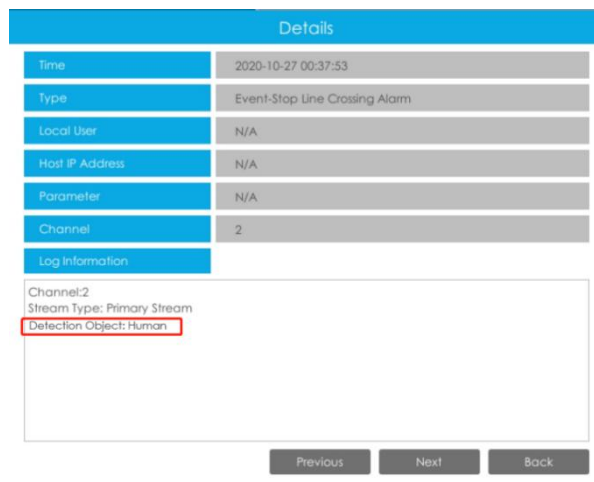 Details
Time 2020-10-27 00:37:53
Type Event-Stop Line Crossing Alarm
Local User N/A
Host IP Address N/A
Parameter N/A
Channel 2
Log Information
Channel:2
Stream Type: Primary Stream
Detection Object: Human
Previous Next Back